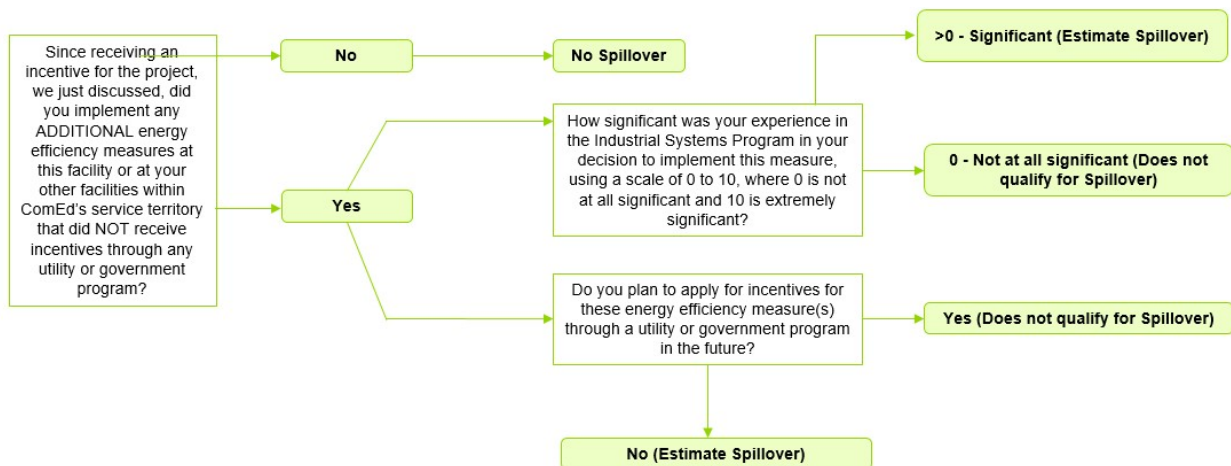 Since receiving an
incentive for the project,
we just discussed, did
you implement any
ADDITIONAL energy
efficiency measures at
this facility or at your
other facilities within
ComEd’s service territory
that did NOT receive
incentives through any
utility or government
program?
No
No Spillover
Yes
How significant was your experience
in the Industrial Systems Program in your
decision to implement this measure,
using a scale of 0 to 10, where 0 is not
at all significant and 10 is extremely
significant?
>0 - Significant (Estimate Spillover)
0 - Not at all significant (Does not
qualify for Spillover)
Do you plan to apply for incentives for
these energy efficiency measure(s)
through a utility or government program
in the future?
Yes (Does not qualify for Spillover)
No (Estimate Spillover)